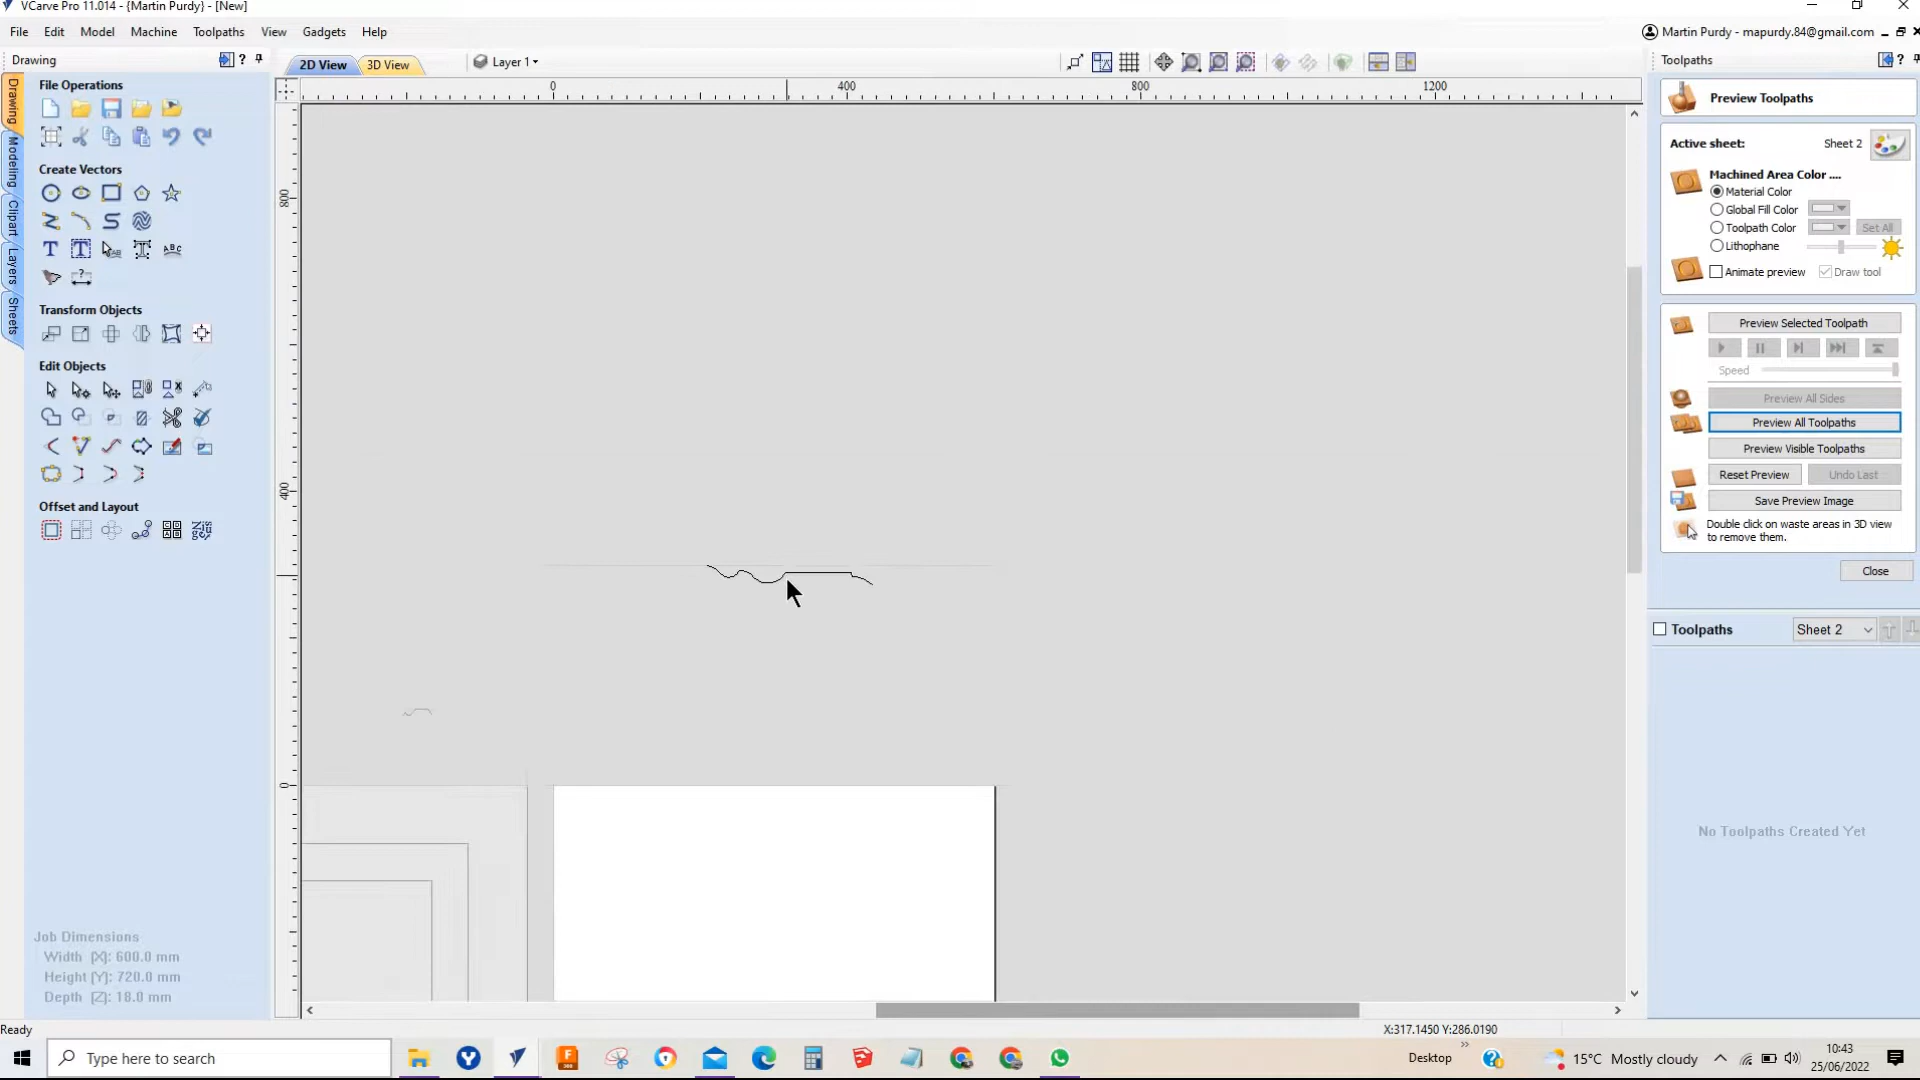 VCarve Pro 11.014 - {Martin Purdy} - [New]
File Edit Model Machine Toolpaths View Gadgets Help
Martin Purdy - mapurdy.84@gmail.com
Drawing
?
2D View
3D View
Layer 1
Toolpaths
?
Drawing
Modeling
Clipart
Layers
Sheets
File Operations
Create Vectors
Transform Objects
Edit Objects
Offset and Layout
Job Dimensions
Width [X]: 600.0 mm
Height [Y]: 720.0 mm
Depth [Z]: 18.0 mm
0 400 800 1200
800
400
0
Preview Toolpaths
Active sheet: Sheet 2
Machined Area Color ....
Material Color
Global Fill Color
Toolpath Color Set All
Lithophane
Animate preview Draw tool
Preview Selected Toolpath
Speed
Preview All Sides
Preview All Toolpaths
Preview Visible Toolpaths
Reset Preview Undo Last
Save Preview Image
Double click on waste areas in 3D view
to remove them.
Close
Toolpaths Sheet 2
No Toolpaths Created Yet
Ready
X:317.1450 Y:286.0190
Type here to search
Desktop
15°C Mostly cloudy
10:43
25/06/2022